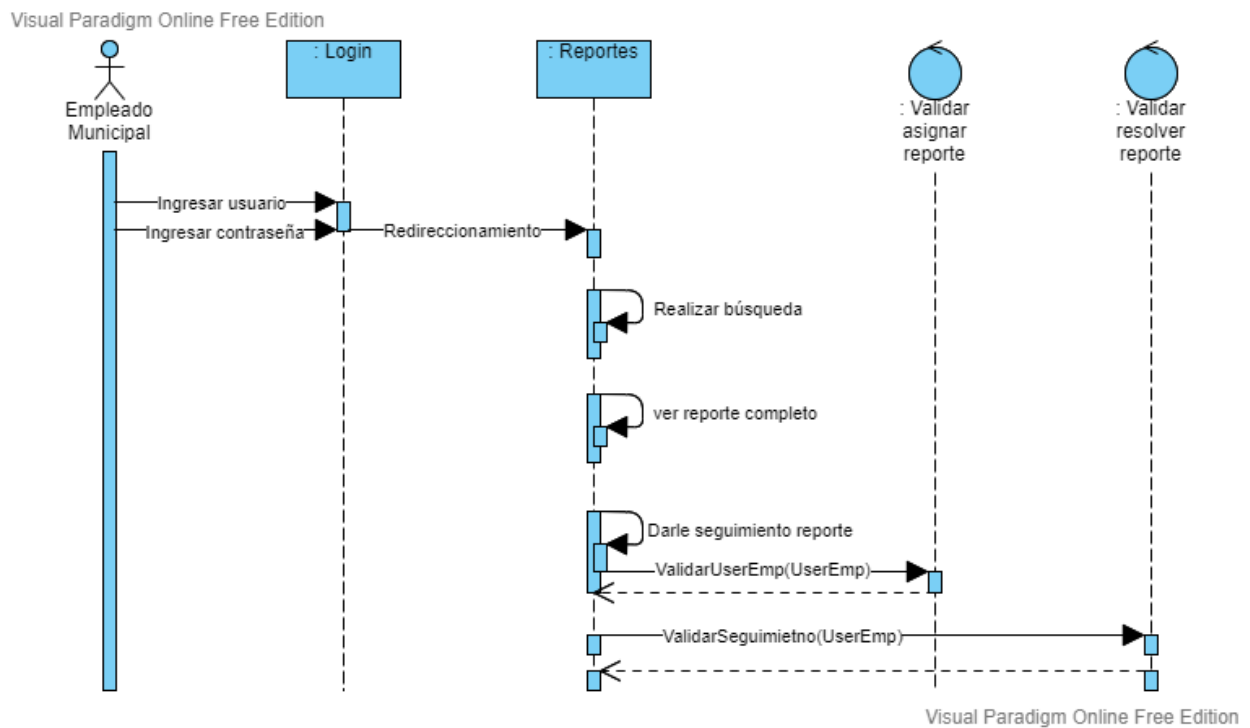 Visual Paradigm Online Free Edition
Empleado
Municipal
: Login
: Reportes
: Validar
asignar
reporte
: Validar
resolver
reporte
Ingresar usuario
Ingresar contraseña
Redireccionamiento
Realizar búsqueda
ver reporte completo
Darle seguimiento reporte
ValidarUserEmp(UserEmp)
ValidarSeguimietno(UserEmp)
Visual Paradigm Online Free Edition